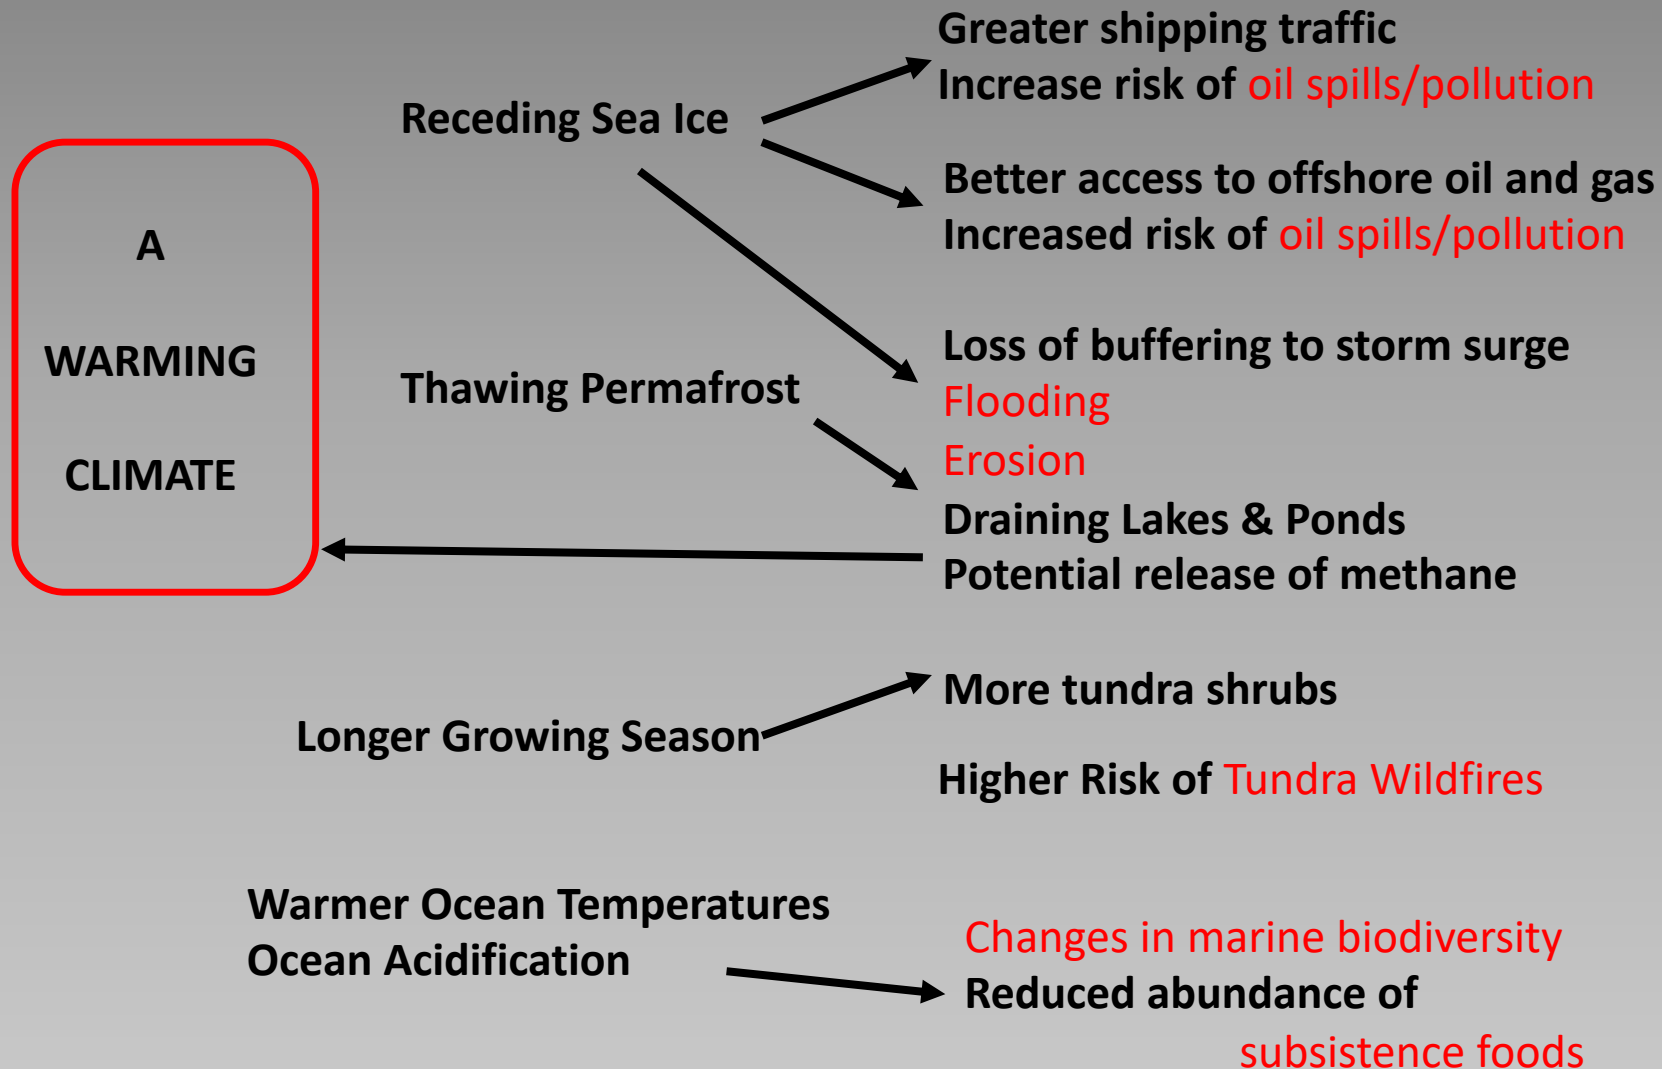 A
WARMING
CLIMATE
Receding Sea Ice
Greater shipping traffic
Increase risk of oil spills/pollution
Better access to offshore oil and gas
Increased risk of oil spills/pollution
Thawing Permafrost
Loss of buffering to storm surge
Flooding
Erosion
Draining Lakes & Ponds
Potential release of methane
Longer Growing Season
More tundra shrubs
Higher Risk of Tundra Wildfires
Warmer Ocean Temperatures
Ocean Acidification
Changes in marine biodiversity
Reduced abundance of
subsistence foods